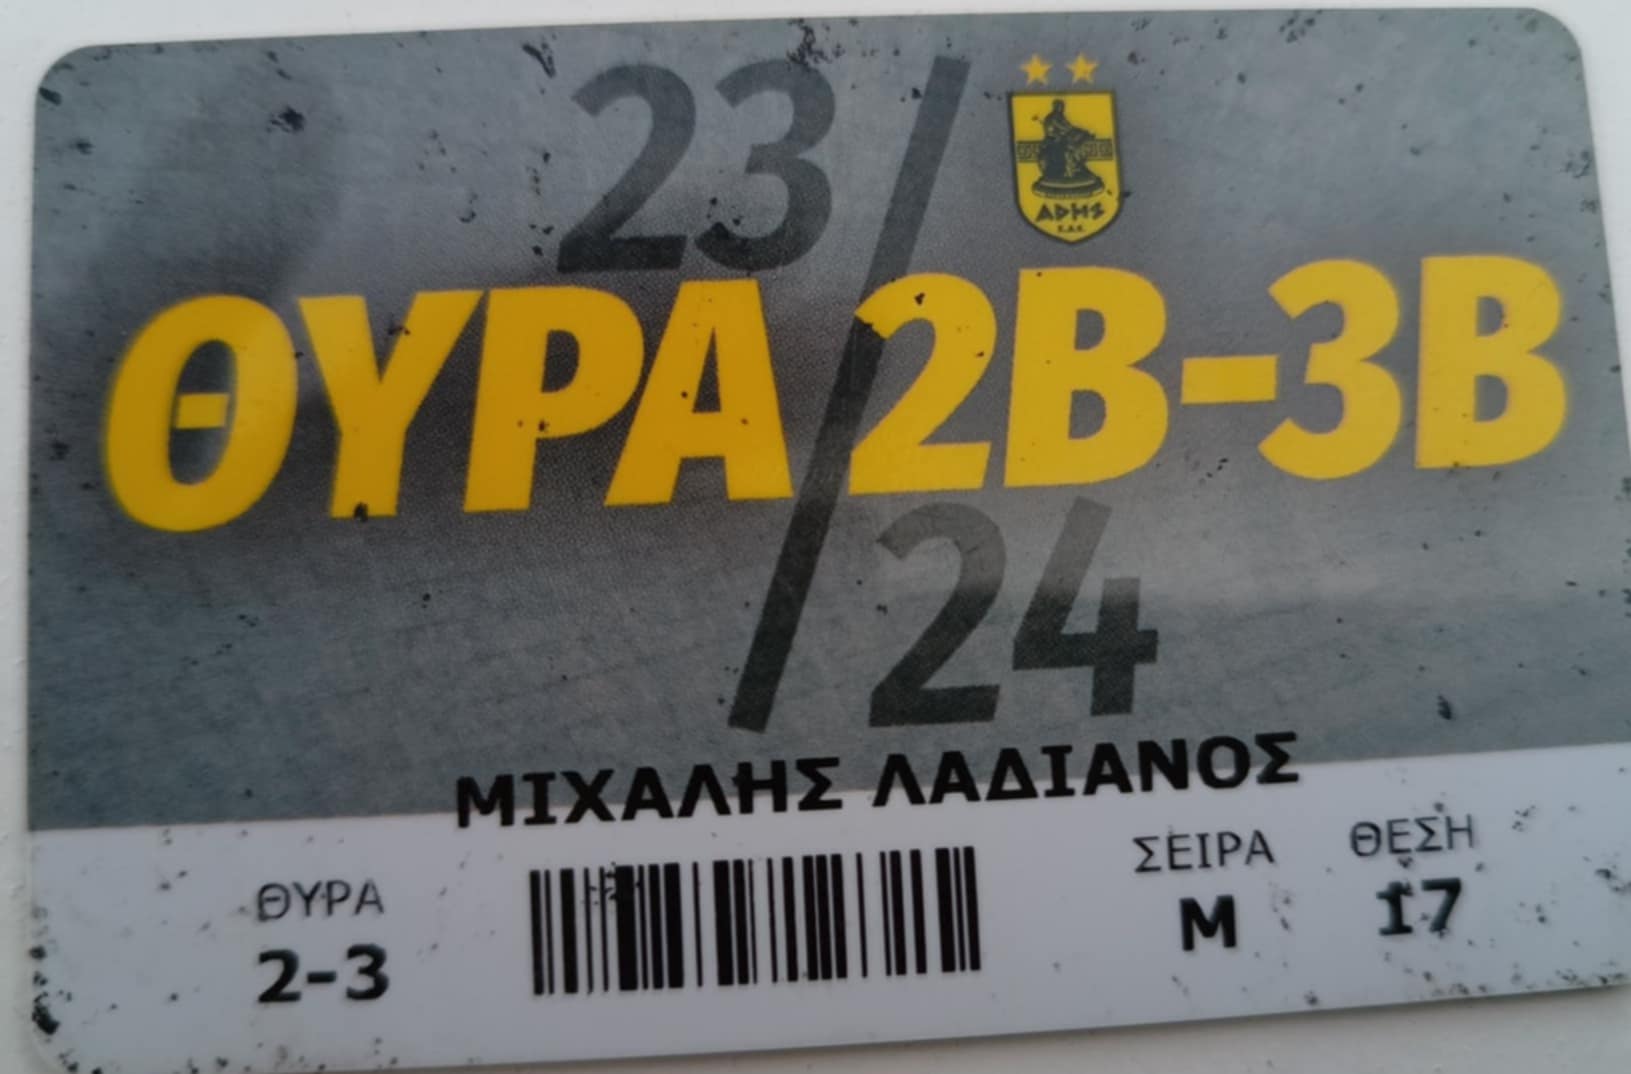 23/
ΑΡΗΣ
Κ.Α.Ε.
ΘΥΡΑ 2Β-3Β
24
ΜΙΧΑΛΗΣ ΛΑΔΙΑΝΟΣ
ΘΥΡΑ ΣΕΙΡΑ ΘΕΣΗ
2-3 Μ 17